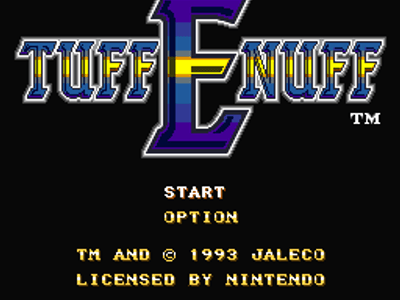 TUFF E NUFF
TM
START
OPTION
TM AND © 1993 JALECO
LICENSED BY NINTENDO